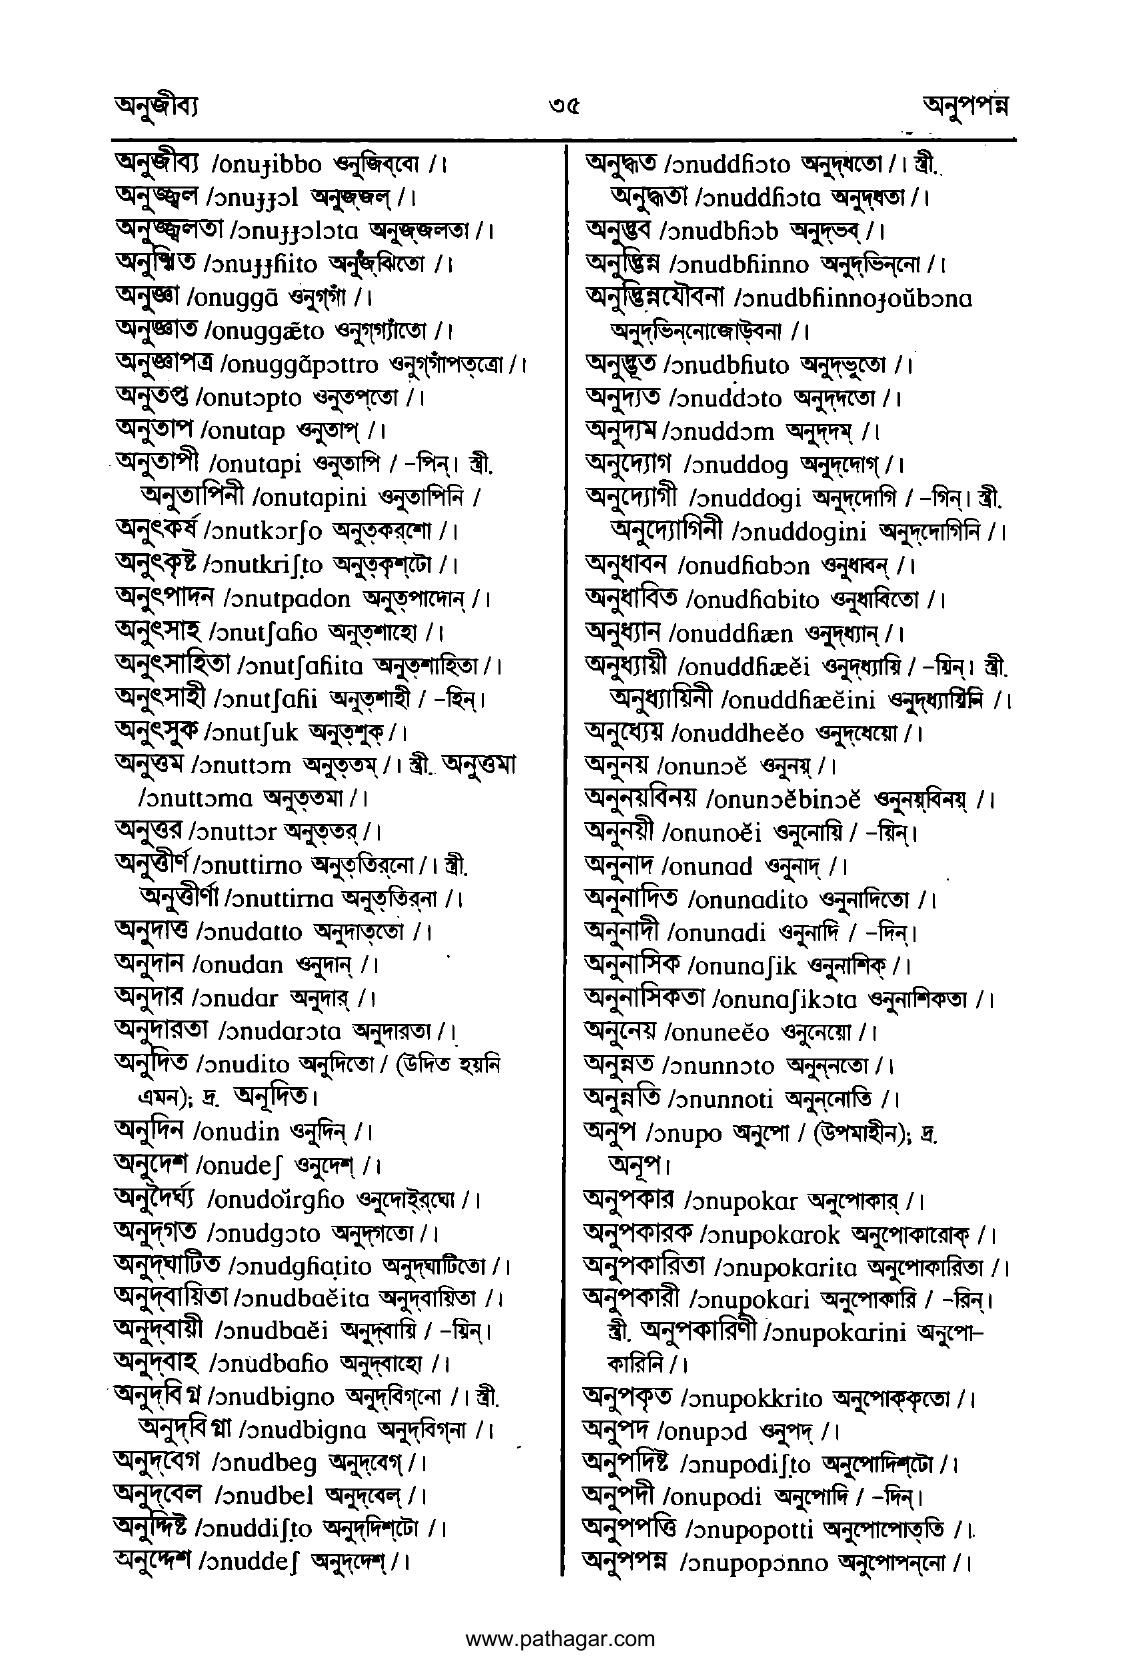 অনুজীব্য
৩৫
অনুপপন্ন
অনুজীব্য /onuɟibbo ওনুজিব্‌বো /।
অনুজ্জ্বল /ɔnuɟɟɔl অনুজ্‌জল্ /।
অনুজ্জ্বলতা /ɔnuɟɟɔlɔta অনুজ্‌জলতা /।
অনুজ্ঝিত /ɔnuɟɟɦito অনুজ্‌ঝিতো /।
অনুজ্ঞা /onuggã ওনুগ্‌গাঁ /।
অনুজ্ঞাত /onuggæ̃to ওনুগ্‌গ্যাঁতো /।
অনুজ্ঞাপত্র /onuggãpɔttro ওনুগ্‌গাঁপত্‌ত্রো /।
অনুতপ্ত /onutɔpto ওনুতপ্‌তো /।
অনুতাপ /onutap ওনুতাপ্ /।
অনুতাপী /onutapi ওনুতাপি / –পিন্। স্ত্রী.
অনুতাপিনী /onutapini ওনুতাপিনি /
অনুৎকর্ষ /ɔnutkɔrʃo অনুত্‌কর্‌শো /।
অনুৎকৃষ্ট /ɔnutkriʃṭo অনুত্‌কৃশ্‌টো /।
অনুৎপাদন /ɔnutpadon অনুত্‌পাদোন্ /।
অনুৎসাহ /ɔnutʃaɦo অনুত্‌শাহো /।
অনুৎসাহিতা /ɔnutʃaɦita অনুত্‌শাহিতা /।
অনুৎসাহী /ɔnutʃaɦi অনুত্‌শাহী / –হিন্।
অনুৎসুক /ɔnutʃuk অনুত্‌শুক্ /।
অনুত্তম /ɔnuttɔm অনুত্‌তম্ /। স্ত্রী. অনুত্তমা
/ɔnuttɔma অনুত্‌তমা /।
অনুত্তর /ɔnuttɔr অনুত্‌তর্ /।
অনুত্তীর্ণ /ɔnuttirno অনুত্‌তির্‌নো /। স্ত্রী.
অনুত্তীর্ণা /ɔnuttirna অনুত্‌তির্‌না /।
অনুদাত্ত /ɔnudatto অনুদাত্‌তো /।
অনুদান /onudan ওনুদান্ /।
অনুদার /ɔnudar অনুদার্ /।
অনুদারতা /ɔnudarɔta অনুদারতা /।
অনুদিত /ɔnudito অনুদিতো / (উদিত হয়নি
এমন); দ্র. অনূদিত।
অনুদিন /onudin ওনুদিন্ /।
অনুদেশ /onudeʃ ওনুদেশ্ /।
অনুদৈর্ঘ্য /onudoĭrgɦo ওনুদোই্‌র্‌ঘো /।
অনুদ্‌গত /ɔnudgɔto অনুদ্‌গতো /।
অনুদ্‌ঘাটিত /ɔnudgɦaṭito অনুদ্‌ঘাটিতো /।
অনুদ্‌বায়িতা /ɔnudbaĕita অনুদ্‌বায়িতা /।
অনুদ্‌বায়ী /ɔnudbaĕi অনুদ্‌বায়ি / –য়িন্।
অনুদ্‌বাহ /ɔnudbaɦo অনুদ্‌বাহো /।
অনুদ্‌বিগ্ন /ɔnudbigno অনুদ্‌বিগ্‌নো /। স্ত্রী.
অনুদ্‌বিগ্না /ɔnudbigna অনুদ্‌বিগ্‌না /।
অনুদ্‌বেগ /ɔnudbeg অনুদ্‌বেগ্ /।
অনুদ্‌বেল /ɔnudbel অনুদ্‌বেল্ /।
অনুদ্দিষ্ট /ɔnuddiʃṭo অনুদ্‌দিশ্‌টো /।
অনুদ্দেশ /ɔnuddeʃ অনুদ্‌দেশ্ /।
অনুদ্ধত /ɔnuddɦɔto অনুদ্‌ধতো /। স্ত্রী.
অনুদ্ধতা /ɔnuddɦɔta অনুদ্‌ধতা /।
অনুদ্ভব /ɔnudbɦɔb অনুদ্‌ভব্ /।
অনুদ্ভিন্ন /ɔnudbɦinno অনুদ্‌ভিন্‌নো /।
অনুদ্ভিন্নযৌবনা /ɔnudbɦinnoɟoŭbɔna
অনুদ্‌ভিন্‌নোজোউ্‌বনা /।
অনুদ্ভূত /ɔnudbɦuto অনুদ্‌ভূতো /।
অনুদ্যত /ɔnuddɔto অনুদ্‌দতো /।
অনুদ্যম /ɔnuddɔm অনুদ্‌দম্ /।
অনুদ্যোগ /ɔnuddog অনুদ্‌দোগ্ /।
অনুদ্যোগী /ɔnuddogi অনুদ্‌দোগি / –গিন্। স্ত্রী.
অনুদ্যোগিনী /ɔnuddogini অনুদ্‌দোগিনি /।
অনুধাবন /onudɦabɔn ওনুধাবন্ /।
অনুধাবিত /onudɦabito ওনুধাবিতো /।
অনুধ্যান /onuddɦæn ওনুদ্‌ধ্যান্ /।
অনুধ্যায়ী /onuddɦæĕi ওনুদ্‌ধ্যায়ি / –য়িন্। স্ত্রী.
অনুধ্যায়িনী /onuddɦæĕini ওনুদ্‌ধ্যায়িনি /।
অনুধ্যেয় /onuddheĕo ওনুদ্‌ধেয়ো /।
অনুনয় /onunɔĕ ওনুনয়্ /।
অনুনয়বিনয় /onunɔĕbinɔĕ ওনুনয়্‌বিনয়্ /।
অনুনয়ী /onunoĕi ওনুনোয়ি / –য়িন্।
অনুনাদ /onunad ওনুনাদ্ /।
অনুনাদিত /onunadito ওনুনাদিতো /।
অনুনাদী /onunadi ওনুনাদি / –দিন্।
অনুনাসিক /onunaʃik ওনুনাশিক্ /।
অনুনাসিকতা /onunaʃikɔta ওনুনাশিকতা /।
অনুনেয় /onuneĕo ওনুনেয়ো /।
অনুন্নত /ɔnunnɔto অনুন্‌নতো /।
অনুন্নতি /ɔnunnoti অনুন্‌নোতি /।
অনুপ /ɔnupo অনুপো / (উপমাহীন); দ্র.
অনূপ।
অনুপকার /ɔnupokar অনুপোকার্ /।
অনুপকারক /ɔnupokarok অনুপোকারোক্ /।
অনুপকারিতা /ɔnupokarita অনুপোকারিতা /।
অনুপকারী /ɔnupokari অনুপোকারি / –রিন্।
স্ত্রী. অনুপকারিণী /ɔnupokarini অনুপো–
কারিনি /।
অনুপকৃত /ɔnupokkrito অনুপোক্‌কৃতো /।
অনুপদ /onupɔd ওনুপদ্ /।
অনুপদিষ্ট /ɔnupodiʃṭo অনুপোদিশ্‌টো /।
অনুপদী /onupodi অনুপোদি / –দিন্।
অনুপপত্তি /ɔnupopotti অনুপোপোত্‌তি /।
অনুপপন্ন /ɔnupopɔnno অনুপোপন্‌নো /।
www.pathagar.com